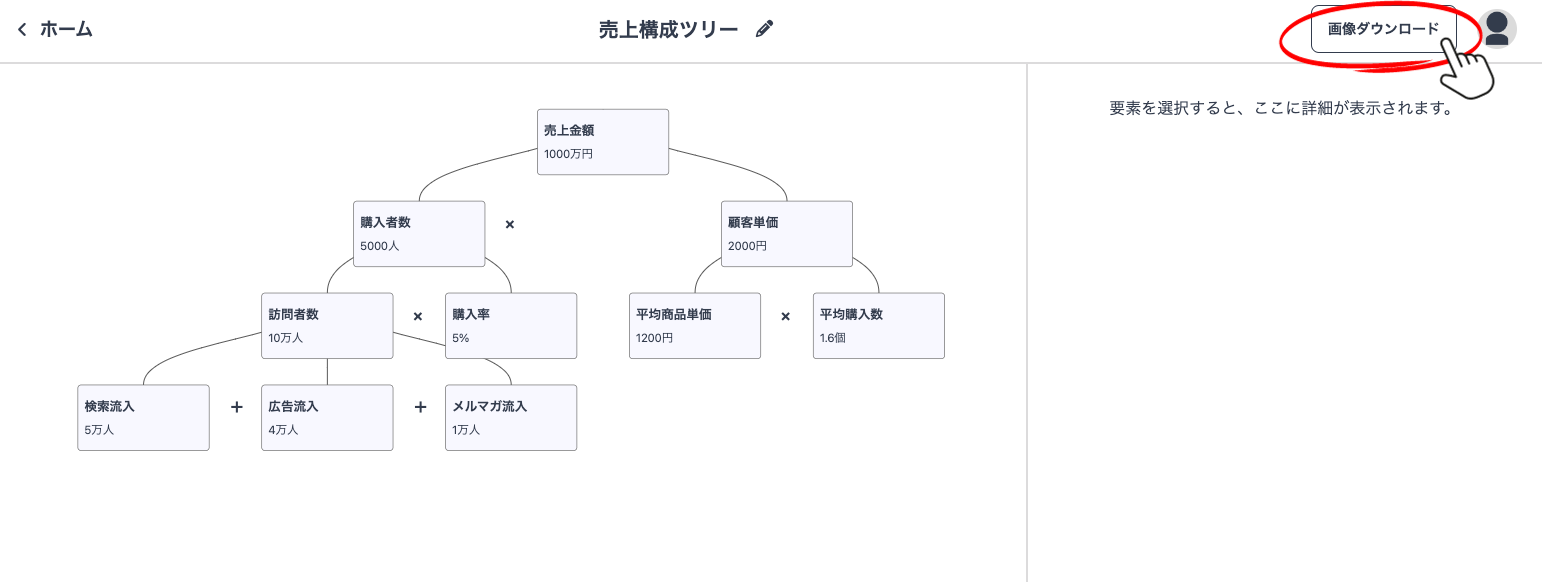 ホーム
売上構成ツリー
画像ダウンロード
要素を選択すると、ここに詳細が表示されます。
売上金額
1000万円
購入者数
5000人
×
顧客単価
2000円
訪問者数
10万人
×
購入率
5%
平均商品単価
1200円
×
平均購入数
1.6個
検索流入
5万人
+
広告流入
4万人
+
メルマガ流入
1万人